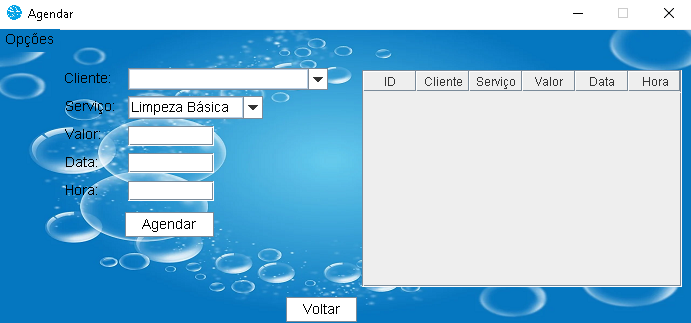 Agendar
Opções
Cliente:
Serviço: Limpeza Básica
Valor:
Data:
Hora:
Agendar
ID Cliente Serviço Valor Data Hora
Voltar